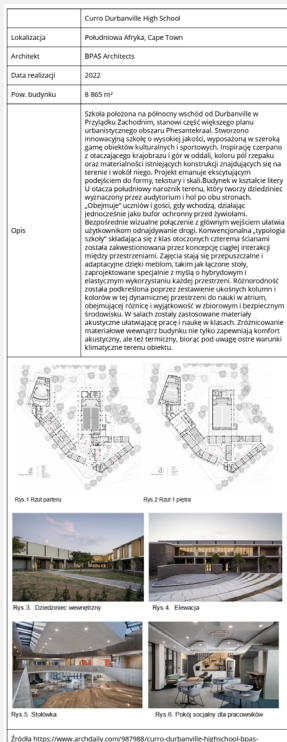 Curro Durbanville High School
Lokalizacja
Południowa Afryka, Cape Town
Architekt
BPAS Architects
Data realizacji
2022
Pow. budynku
8 865 m²
Opis
Szkoła położona na północny wschód od Durbanville w
Przylądku Zachodnim, stanowi część większego planu
urbanistycznego obszaru Phesantekraal. Stworzono
innowacyjną szkołę o wysokiej jakości, wyposażoną w szeroką
gamę obiektów kulturalnych i sportowych. Inspirację czerpano
z otaczającego krajobrazu i gór w oddali, koloru pól rzepaku
oraz materialności istniejących konstrukcji znajdujących się na
terenie i wokół niego. Projekt emanuje ekscytującym
podejściem do formy, tekstury i skali.Budynek w kształcie litery
U otacza południowy narożnik terenu, który tworzy dziedziniec
wyznaczony przez audytorium i hol po obu stronach.
„Obejmuje” uczniów i gości, gdy wchodzą, działając
jednocześnie jako bufor ochronny przed żywiołami.
Bezpośrednie wizualne połączenie z głównym wejściem ułatwia
użytkownikom odnajdywanie drogi. Konwencjonalną „typologia
szkoły” składająca się z klas otoczonych czterema ścianami
została zakwestionowana przez koncepcję ciągłej interakcji
między przestrzeniami. Zajęcia stają się przepuszczalne i
adaptacyjne dzięki meblom, takim jak łączone stoły,
zaprojektowane specjalnie z myślą o hybrydowym i
elastycznym wykorzystaniu każdej przestrzeni. Różnorodność
została podkreślona poprzez zestawienie ukośnych kolumn i
kolorów w tej dynamicznej przestrzeni do nauki w atrium,
obejmującej różnicę i wyjątkowość w zbiorowym i bezpiecznym
środowisku. W salach zostały zastosowane materiały
akustyczne ułatwiające pracę i naukę w klasach. Zróżnicowanie
materiałowe wewnątrz budynku nie tylko zapewniają komfort
akustyczny, ale też termiczny, biorąc pod uwagę ostre warunki
klimatyczne terenu obiektu.
Rys.1 Rzut parteru
Rys 2 Rzut 1 piętra
Rys.3. Dziedziniec wewnętrzny
Rys.4. Elewacja
Rys.5. Stołówka
Rys.6. Pokój socjalny dla pracowników
Źródła https://www.archdaily.com/987988/curro-durbanville-highschool-bpas-